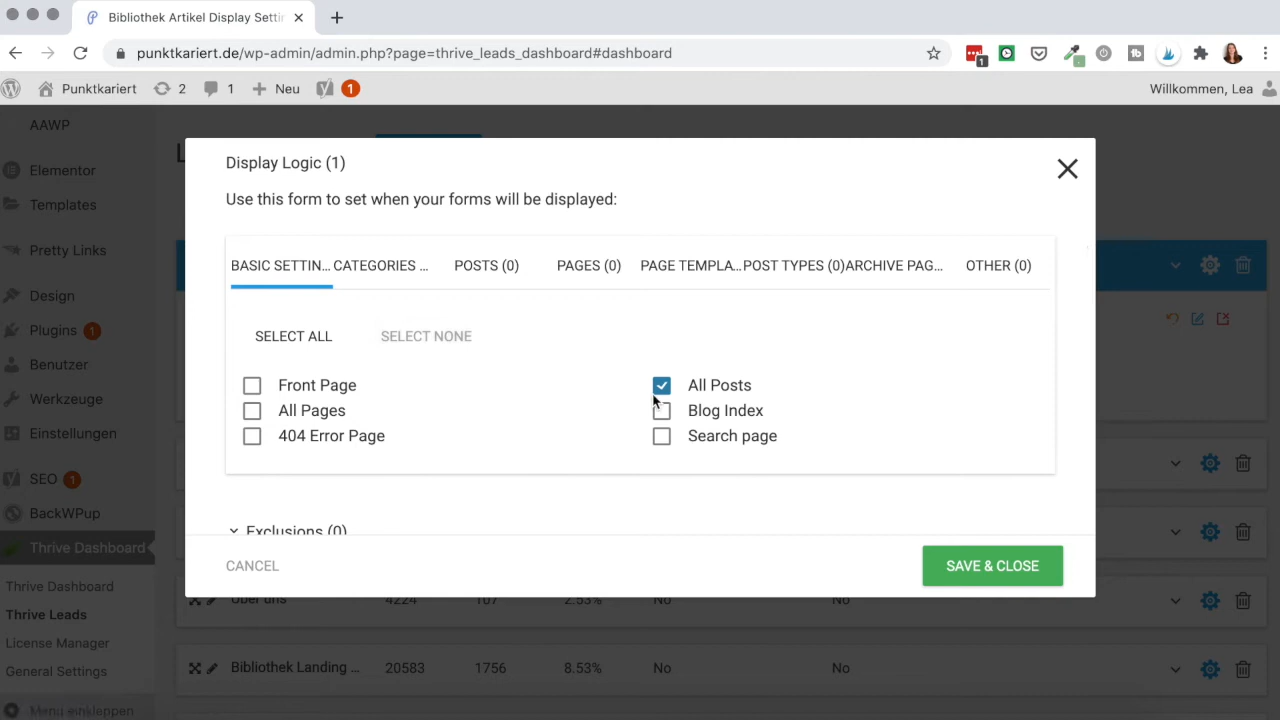 Bibliothek Artikel Display Settin
punktkariert.de/wp-admin/admin.php?page=thrive_leads_dashboard#dashboard
1
Punktkariert
2
1
Neu
1
Willkommen, Lea
AAWP
Elementor
Templates
Pretty Links
Design
Plugins 1
Benutzer
Werkzeuge
Einstellungen
SEO 1
BackWPup
Thrive Dashboard
Thrive Dashboard
Thrive Leads
License Manager
General Settings
Menü einklappen
Display Logic (1)
Use this form to set when your forms will be displayed:
BASIC SETTIN... CATEGORIES ... POSTS (0) PAGES (0) PAGE TEMPLA... POST TYPES (0) ARCHIVE PAG... OTHER (0)
SELECT ALL SELECT NONE
Front Page All Posts
All Pages Blog Index
404 Error Page Search page
Exclusions (0)
CANCEL SAVE & CLOSE
Über uns 4224 107 2.53% No No
Bibliothek Landing ... 20583 1756 8.53% No No